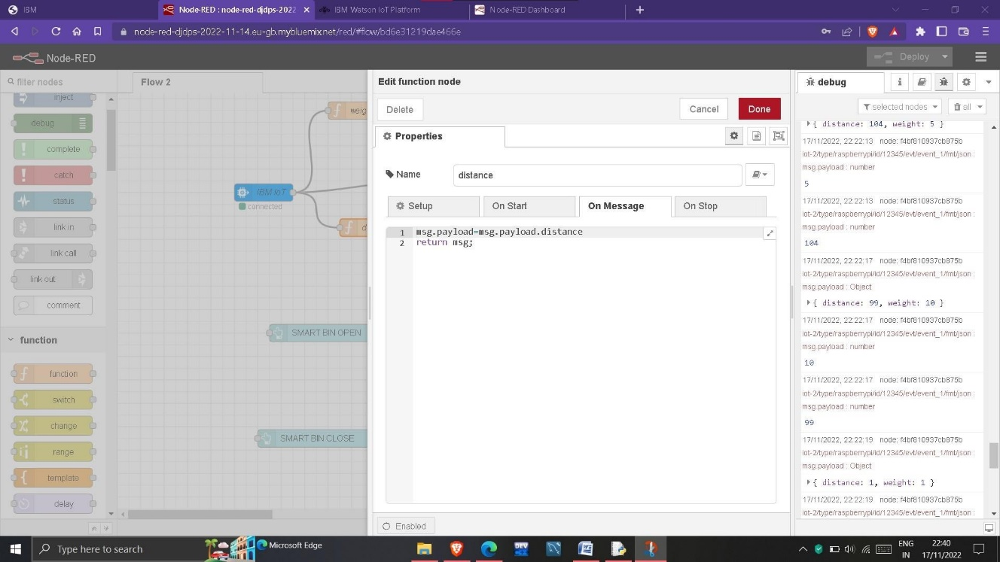 IBM
Node-RED : node-red-djdps-2022
IBM Watson IoT Platform
Node-RED Dashboard
node-red-djdps-2022-11-14.eu-gb.mybluemix.net/red/#flow/bd6e31219dae466e
Node-RED
Deploy
filter nodes
inject
debug
complete
catch
status
link in
link call
link out
comment
function
function
switch
change
range
template
delay
Flow 2
weig
IBM IoT
connected
d
SMART BIN OPEN
SMART BIN CLOSE
Edit function node
Delete
Cancel
Done
Properties
Name
distance
Setup
On Start
On Message
On Stop
1 msg.payload=msg.payload.distance
2 return msg;
Enabled
debug
selected nodes
all
{ distance: 104, weight: 5 }
17/11/2022, 22:22:13 node: f4bf810937cb875b
iot-2/type/raspberrypi/id/12345/evt/event_1/fmt/json :
msg.payload : number
5
17/11/2022, 22:22:13 node: f4bf810937cb875b
iot-2/type/raspberrypi/id/12345/evt/event_1/fmt/json :
msg.payload : number
104
17/11/2022, 22:22:17 node: f4bf810937cb875b
iot-2/type/raspberrypi/id/12345/evt/event_1/fmt/json :
msg.payload : Object
{ distance: 99, weight: 10 }
17/11/2022, 22:22:17 node: f4bf810937cb875b
iot-2/type/raspberrypi/id/12345/evt/event_1/fmt/json :
msg.payload : number
10
17/11/2022, 22:22:17 node: f4bf810937cb875b
iot-2/type/raspberrypi/id/12345/evt/event_1/fmt/json :
msg.payload : number
99
17/11/2022, 22:22:19 node: f4bf810937cb875b
iot-2/type/raspberrypi/id/12345/evt/event_1/fmt/json :
msg.payload : Object
{ distance: 1, weight: 1 }
17/11/2022, 22:22:19 node: f4bf810937cb875b
iot-2/type/raspberrypi/id/12345/evt/event_1/fmt/json :
Type here to search
Microsoft Edge
DEV
ENG
IN
22:40
17/11/2022